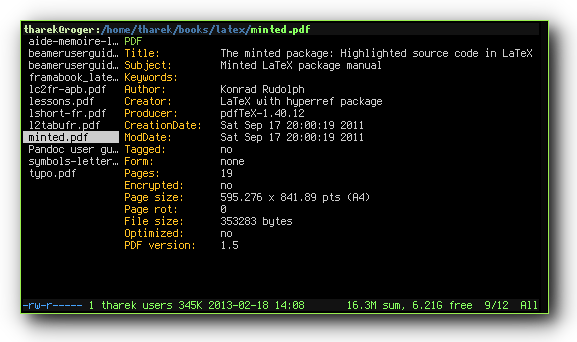 tharek@roger:/home/tharek/books/latex/minted.pdf
aide-memoire-l… PDF
beameruserguid… Title: The minted package: Highlighted source code in LaTeX
beameruserguid… Subject: Minted LaTeX package manual
framabook_late… Keywords:
lc2fr-apb.pdf Author: Konrad Rudolph
lessons.pdf Creator: LaTeX with hyperref package
lshort-fr.pdf Producer: pdfTeX-1.40.12
l2tabufr.pdf CreationDate: Sat Sep 17 20:00:19 2011
minted.pdf ModDate: Sat Sep 17 20:00:19 2011
Pandoc user gu… Tagged: no
symbols-letter… Form: none
typo.pdf Pages: 19
Encrypted: no
Page size: 595.276 x 841.89 pts (A4)
Page rot: 0
File size: 353283 bytes
Optimized: no
PDF version: 1.5
-rw-r----- 1 tharek users 345K 2013-02-18 14:08 16.3M sum, 6.21G free 9/12 All